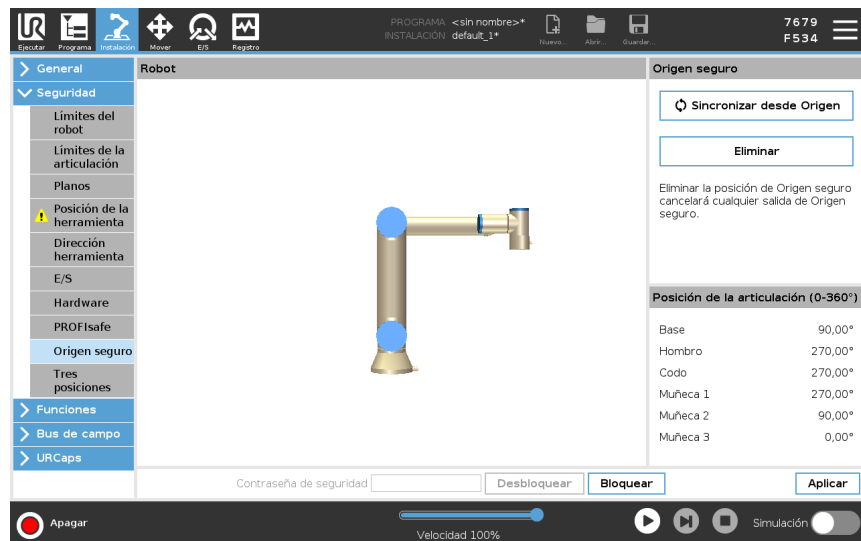 Ejecutar
Programa
Instalación
Mover
E/S
Registro
PROGRAMA <sin nombre>*
INSTALACIÓN default_1*
Nuevo...
Abrir...
Guardar...
7679
F534
General
Seguridad
Límites del
robot
Límites de la
articulación
Planos
Posición de la
herramienta
Dirección
herramienta
E/S
Hardware
PROFIsafe
Origen seguro
Tres
posiciones
Funciones
Bus de campo
URCaps
Robot
Origen seguro
Sincronizar desde Origen
Eliminar
Eliminar la posición de Origen seguro
cancelará cualquier salida de Origen
seguro.
Posición de la articulación (0-360°)
Base 90,00°
Hombro 270,00°
Codo 270,00°
Muñeca 1 270,00°
Muñeca 2 90,00°
Muñeca 3 0,00°
Contraseña de seguridad
Desbloquear
Bloquear
Aplicar
Apagar
Velocidad 100%
Simulación